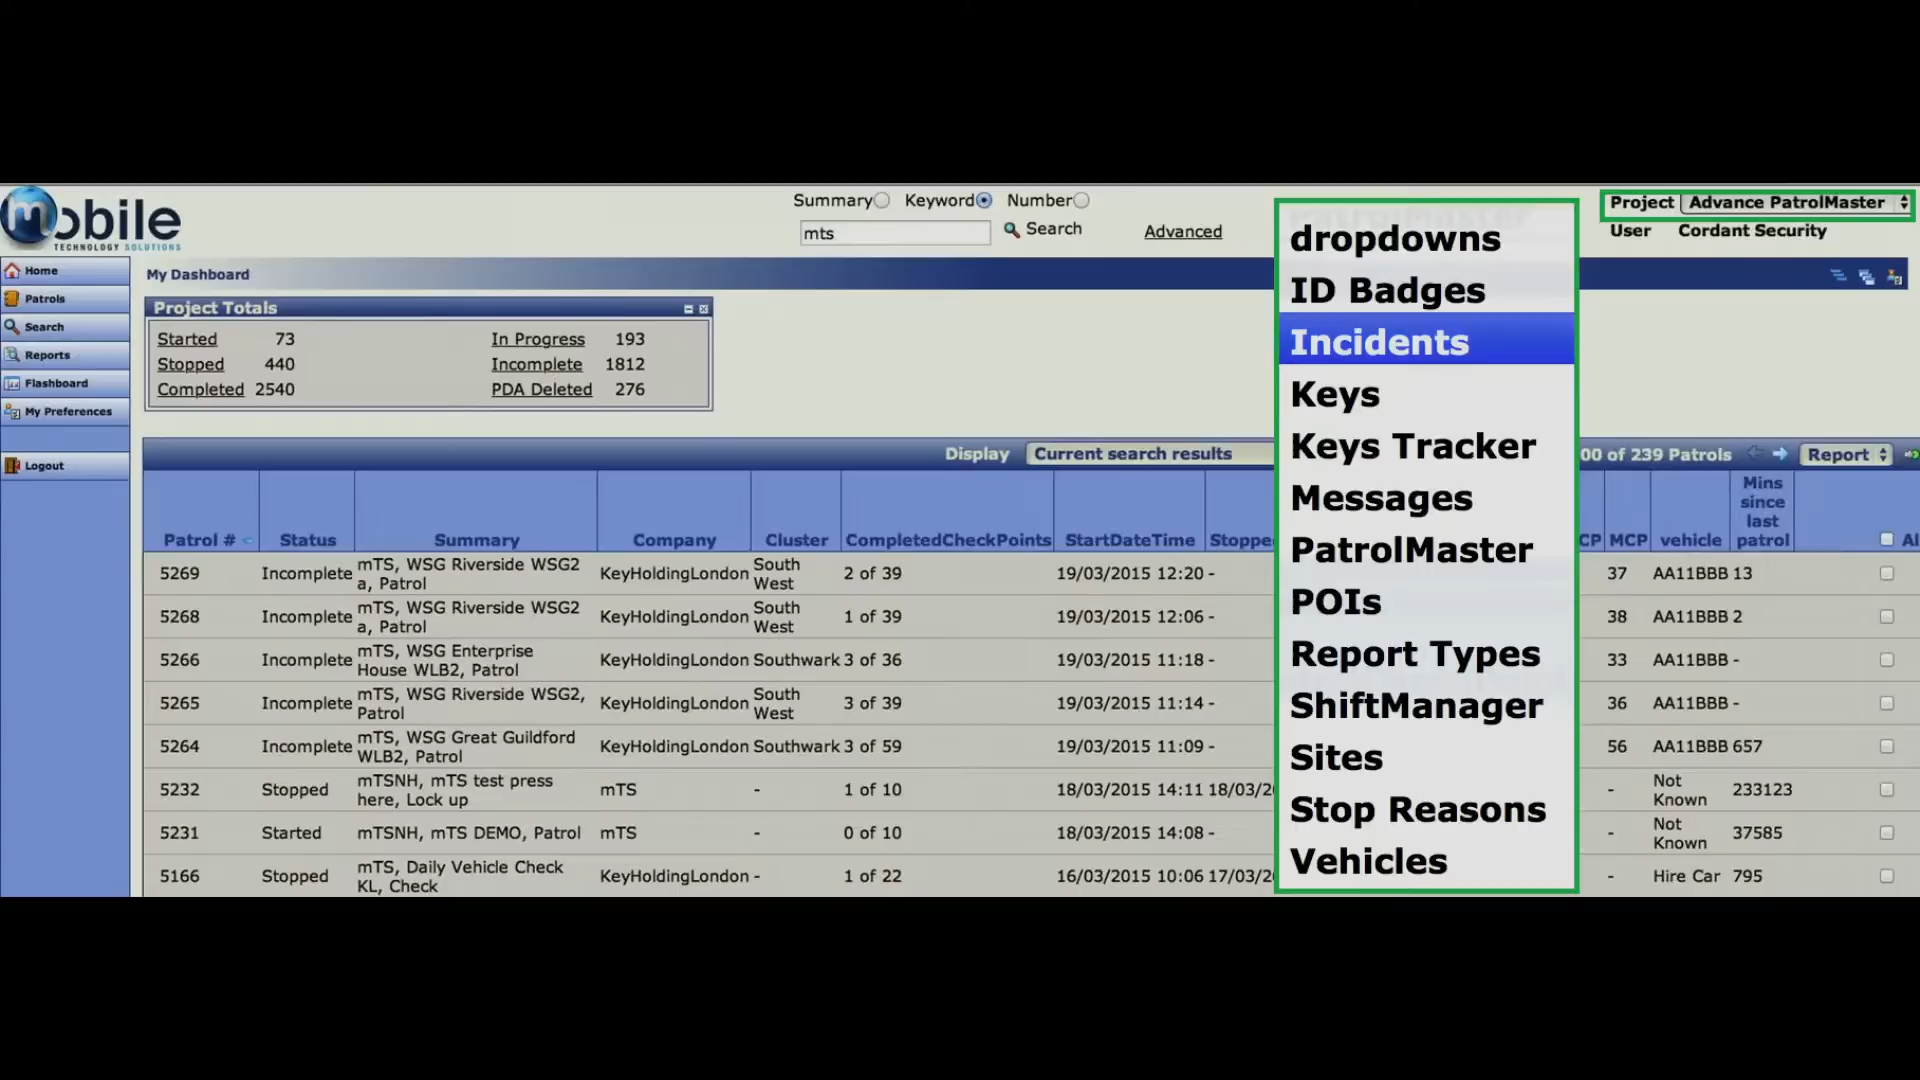 mobile
TECHNOLOGY SOLUTIONS
Summary Keyword Number
mts
Search
Advanced
Project Advance PatrolMaster
User Cordant Security
Home
Patrols
Search
Reports
Flashboard
My Preferences
Logout
My Dashboard
Project Totals
Started 73 In Progress 193
Stopped 440 Incomplete 1812
Completed 2540 PDA Deleted 276
dropdowns
ID Badges
Incidents
Keys
Keys Tracker
Messages
PatrolMaster
POIs
Report Types
ShiftManager
Sites
Stop Reasons
Vehicles
Display Current search results 00 of 239 Patrols Report
Patrol # Status Summary Company Cluster CompletedCheckPoints StartDateTime Stoppe CP MCP vehicle Mins since last patrol Al
5269 Incomplete mTS, WSG Riverside WSG2 a, Patrol KeyHoldingLondon South West 2 of 39 19/03/2015 12:20 - 37 AA11BBB 13
5268 Incomplete mTS, WSG Riverside WSG2 a, Patrol KeyHoldingLondon South West 1 of 39 19/03/2015 12:06 - 38 AA11BBB 2
5266 Incomplete mTS, WSG Enterprise House WLB2, Patrol KeyHoldingLondon Southwark 3 of 36 19/03/2015 11:18 - 33 AA11BBB -
5265 Incomplete mTS, WSG Riverside WSG2, Patrol KeyHoldingLondon South West 3 of 39 19/03/2015 11:14 - 36 AA11BBB -
5264 Incomplete mTS, WSG Great Guildford WLB2, Patrol KeyHoldingLondon Southwark 3 of 59 19/03/2015 11:09 - 56 AA11BBB 657
5232 Stopped mTSNH, mTS test press here, Lock up mTS - 1 of 10 18/03/2015 14:11 18/03/20 - Not Known 233123
5231 Started mTSNH, mTS DEMO, Patrol mTS - 0 of 10 18/03/2015 14:08 - - Not Known 37585
5166 Stopped mTS, Daily Vehicle Check KL, Check KeyHoldingLondon - 1 of 22 16/03/2015 10:06 17/03/20 - Hire Car 795